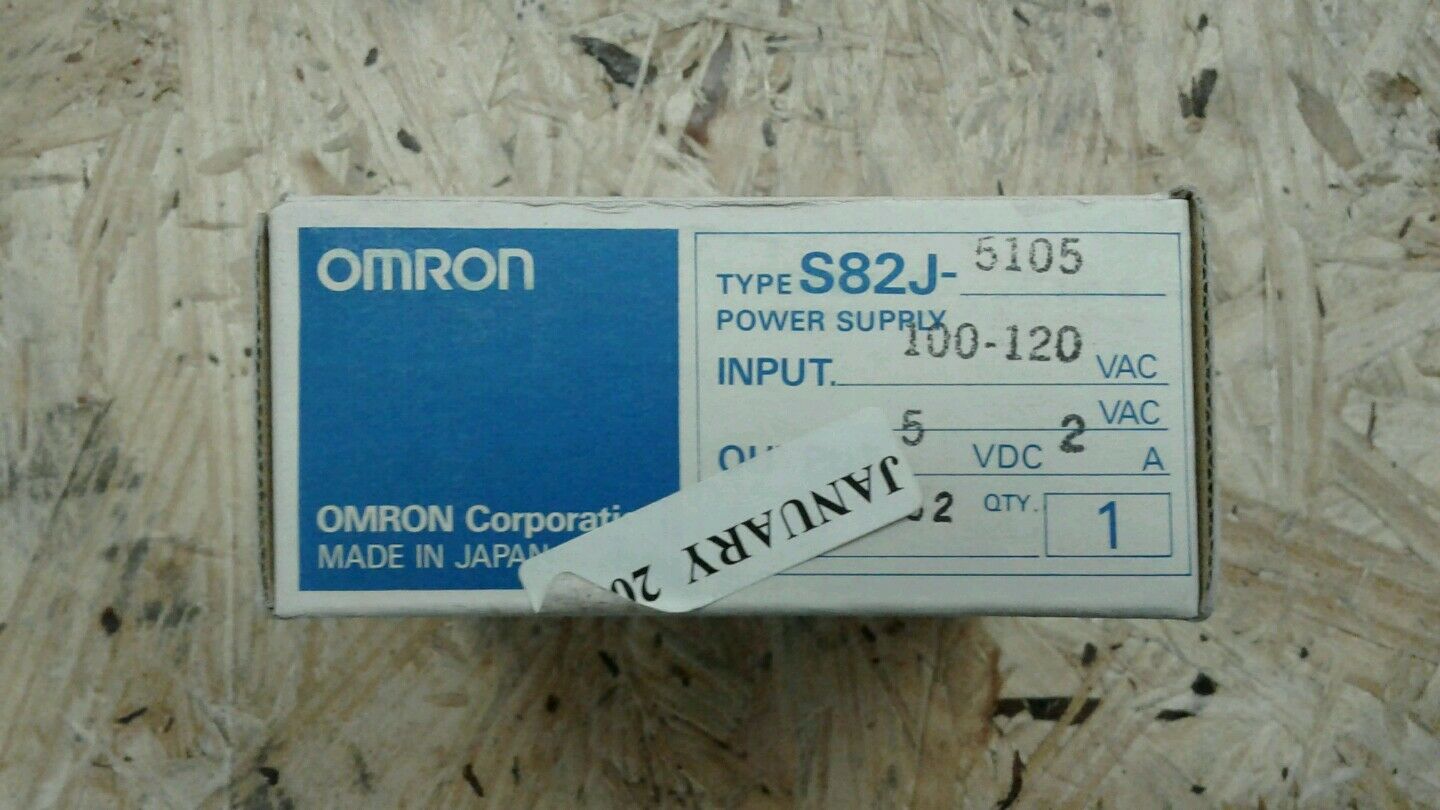 OMRON
OMRON Corporati
MADE IN JAPAN
TYPE S82J- 5105
POWER SUPPLY
INPUT. 100-120 VAC
VAC
OU 5 VDC 2 A
2 QTY. 1
JANUARY 20